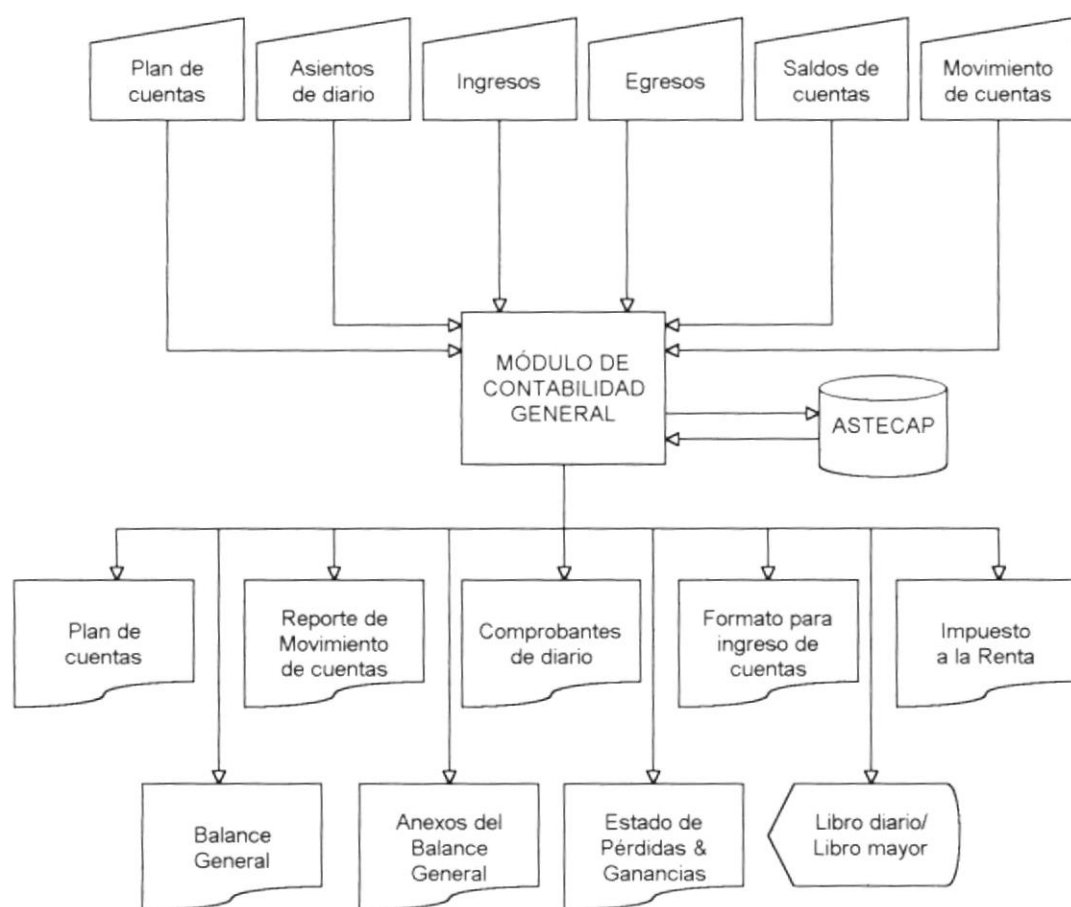 Plan de
cuentas
Asientos
de diario
Ingresos
Egresos
Saldos de
cuentas
Movimiento
de cuentas
MÓDULO DE
CONTABILIDAD
GENERAL
ASTECAP
Plan de
cuentas
Reporte de
Movimiento
de cuentas
Comprobantes
de diario
Formato para
ingreso de
cuentas
Impuesto
a la Renta
Balance
General
Anexos del
Balance
General
Estado de
Pérdidas &
Ganancias
Libro diario/
Libro mayor